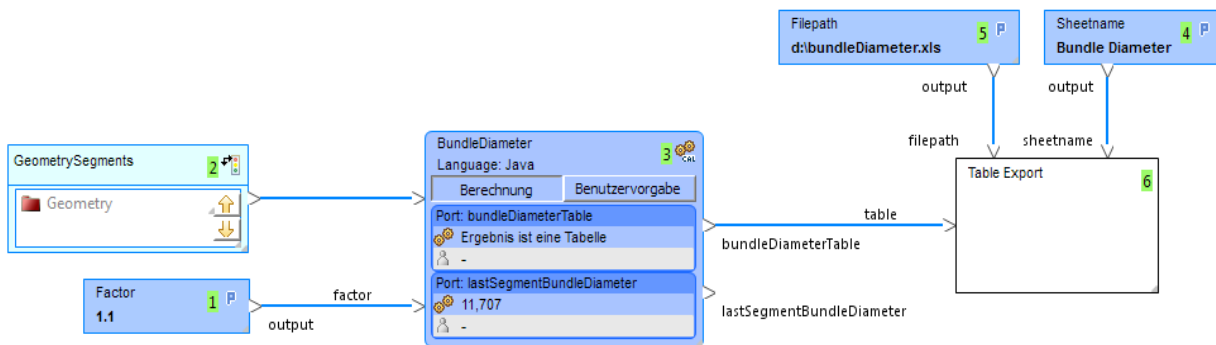 Filepath
5 P
d:\bundleDiameter.xls
Sheetname
4 P
Bundle Diameter
output
output
filepath
sheetname
GeometrySegments
2
Geometry
BundleDiameter
3
CAL
Language: Java
Berechnung
Benutzervorgabe
Port: bundleDiameterTable
Ergebnis ist eine Tabelle
-
Port: lastSegmentBundleDiameter
11,707
-
Table Export
6
table
bundleDiameterTable
lastSegmentBundleDiameter
Factor
1 P
1.1
factor
output